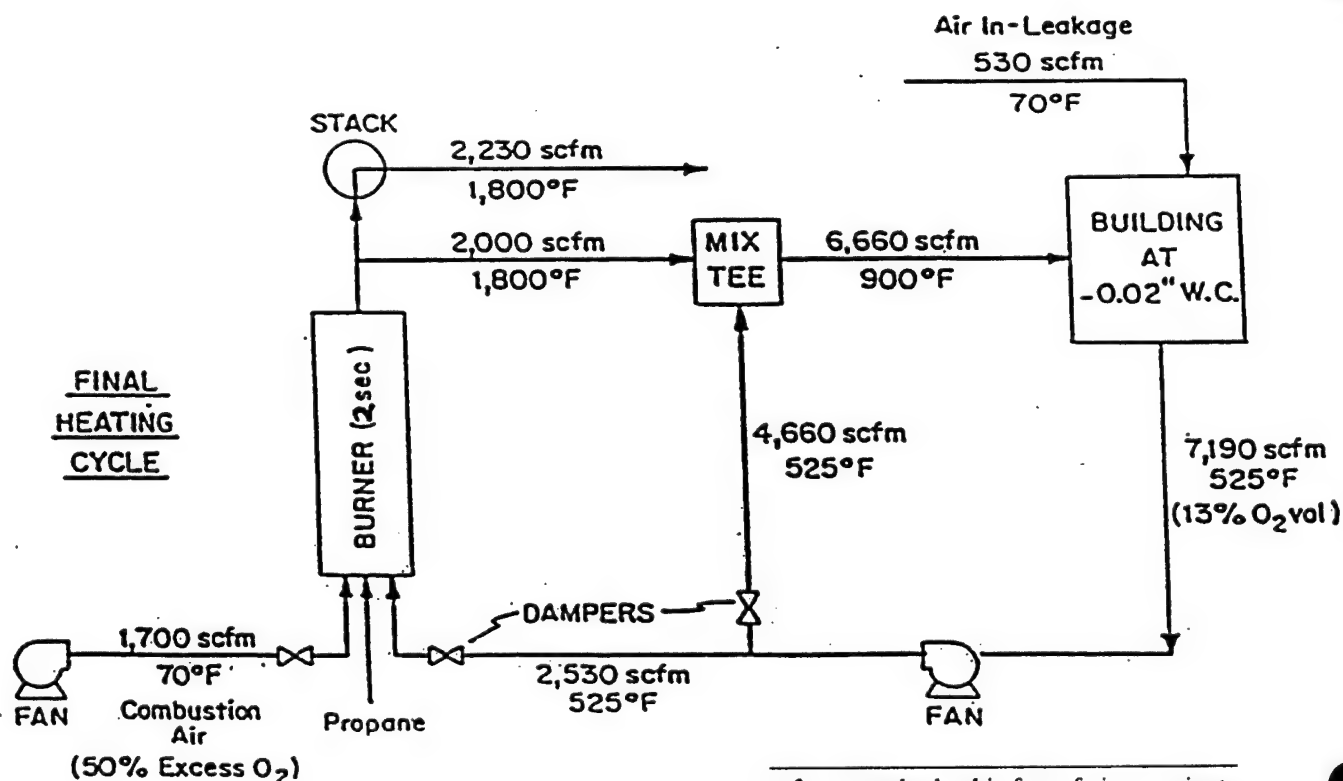 Air In-Leakage
530 scfm
70°F
STACK
2,230 scfm
1,800°F
2,000 scfm
1,800°F
MIX
TEE
6,660 scfm
900°F
BUILDING
AT
-0.02" W.C.
FINAL
HEATING
CYCLE
BURNER (2 sec)
4,660 scfm
525°F
7,190 scfm
525°F
(13% O2 vol)
DAMPERS
1,700 scfm
70°F
2,530 scfm
525°F
FAN
Combustion
Air
(50% Excess O2)
Propane
FAN